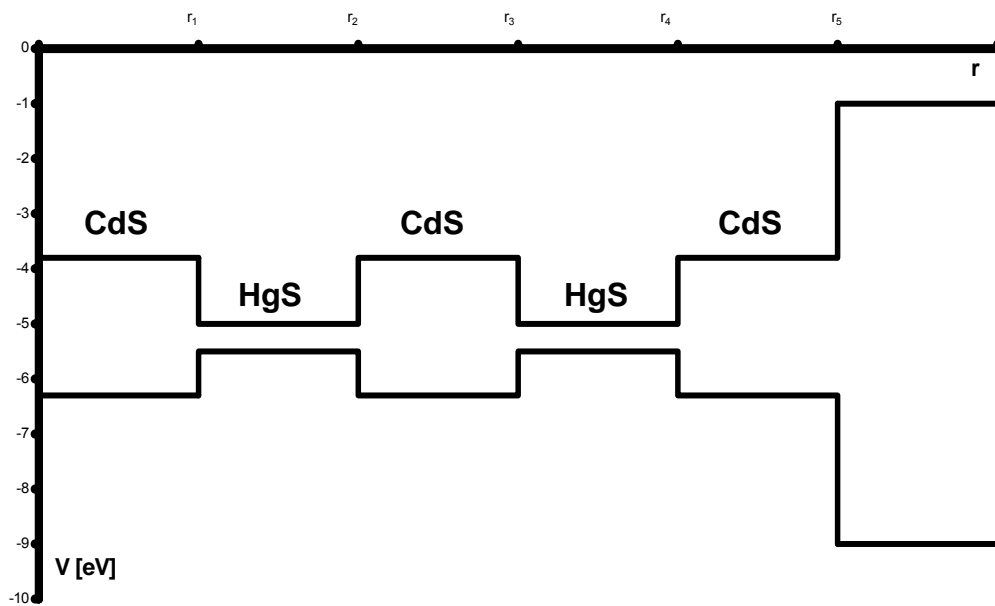 r₁ r₂ r₃ r₄ r₅
0
r
-1
-2
-3
CdS CdS CdS
-4
HgS HgS
-5
-6
-7
-8
-9
V [eV]
-10